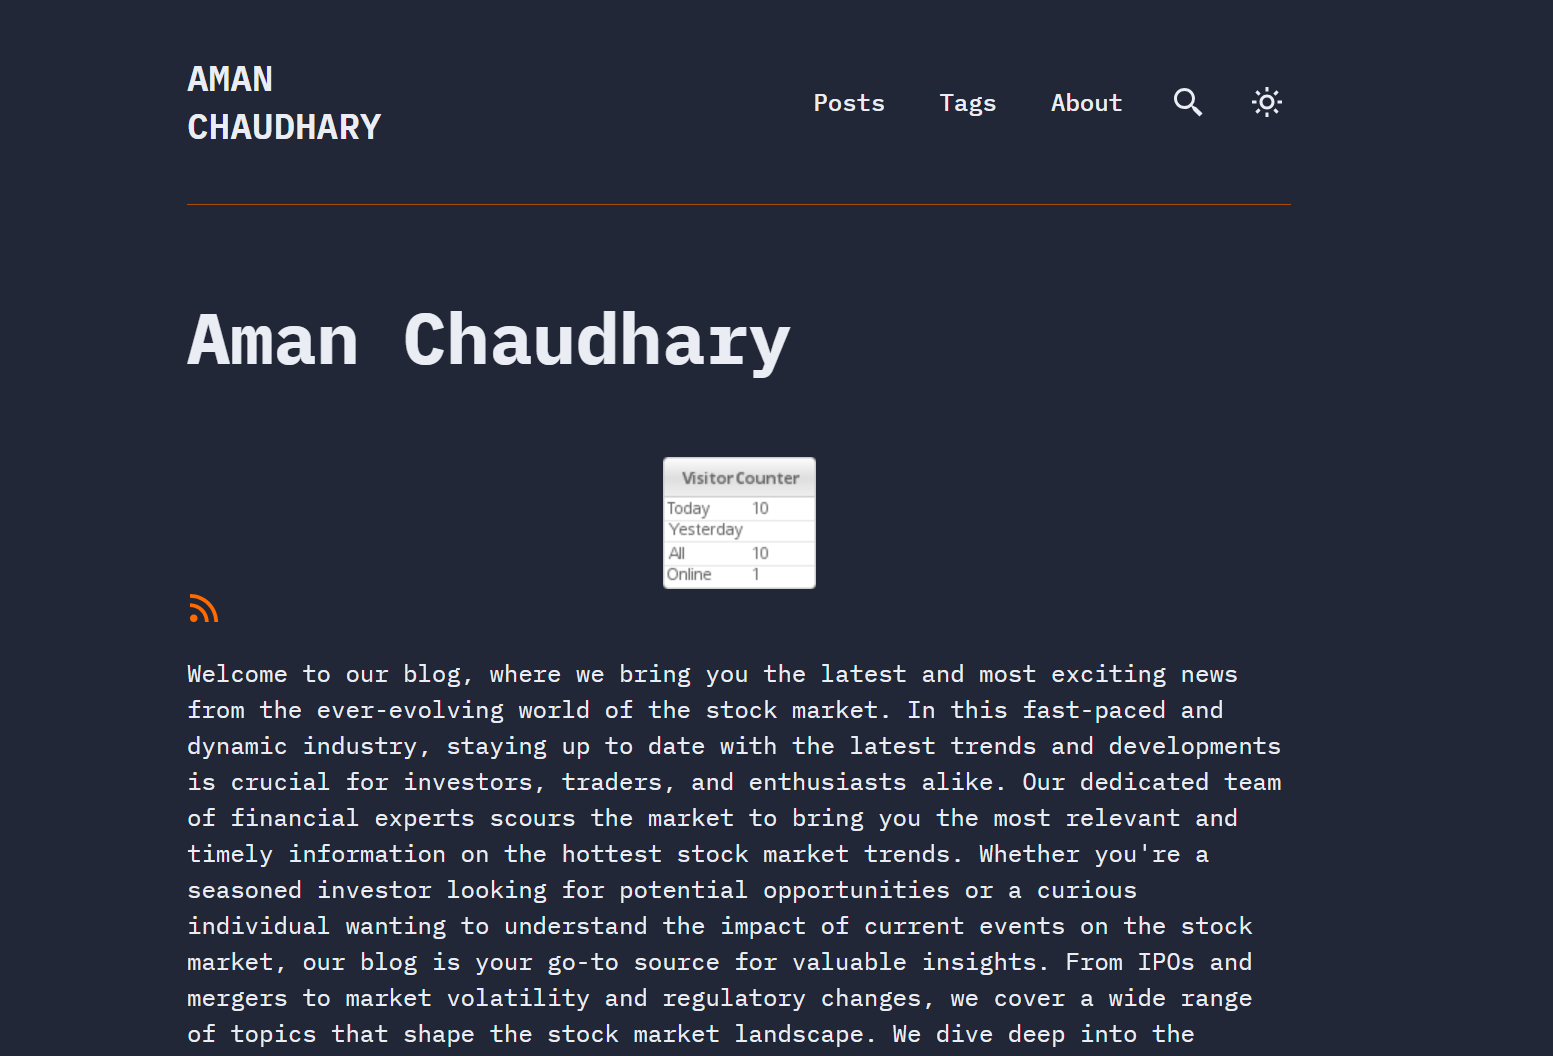 AMAN
CHAUDHARY
Posts Tags About
Aman Chaudhary
Visitor Counter
Today 10
Yesterday
All 10
Online 1
Welcome to our blog, where we bring you the latest and most exciting news
from the ever-evolving world of the stock market. In this fast-paced and
dynamic industry, staying up to date with the latest trends and developments
is crucial for investors, traders, and enthusiasts alike. Our dedicated team
of financial experts scours the market to bring you the most relevant and
timely information on the hottest stock market trends. Whether you're a
seasoned investor looking for potential opportunities or a curious
individual wanting to understand the impact of current events on the stock
market, our blog is your go-to source for valuable insights. From IPOs and
mergers to market volatility and regulatory changes, we cover a wide range
of topics that shape the stock market landscape. We dive deep into the